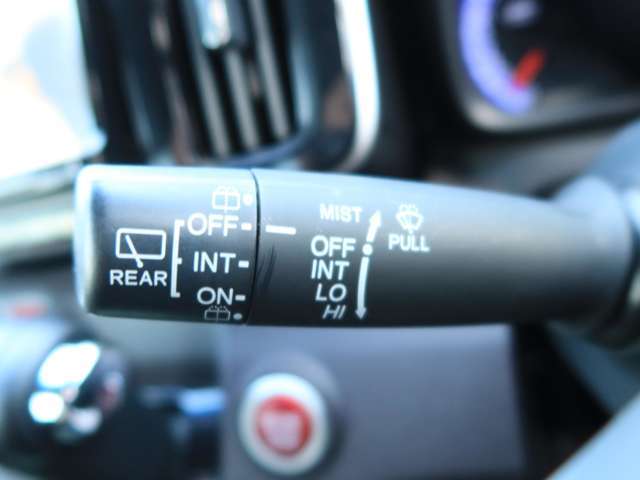 REAR
OFF
INT
ON
MIST
OFF
INT
LO
HI
PULL